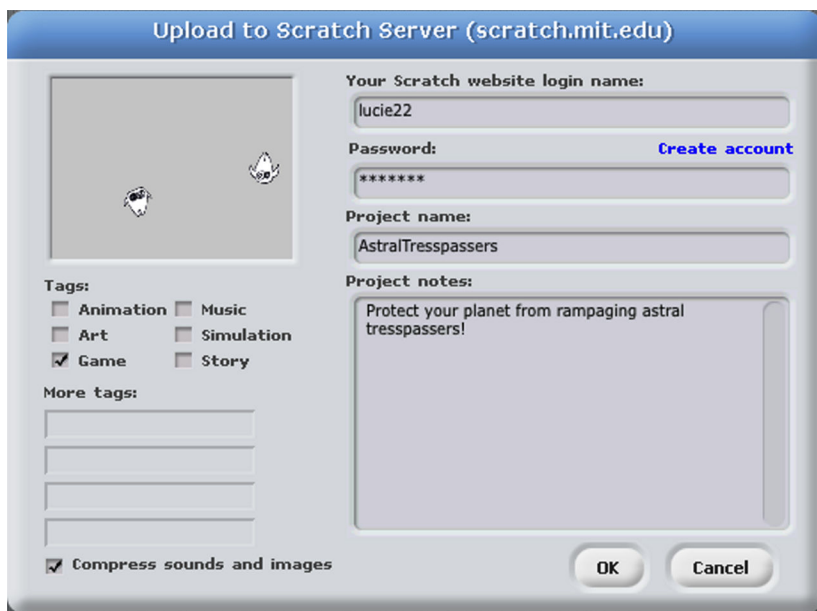 Upload to Scratch Server (scratch.mit.edu)
Your Scratch website login name:
lucie22
Password:
Create account
*******
Project name:
AstralTresspassers
Project notes:
Protect your planet from rampaging astral
tresspassers!
Tags:
Animation
Music
Art
Simulation
Game
Story
More tags:
Compress sounds and images
OK
Cancel